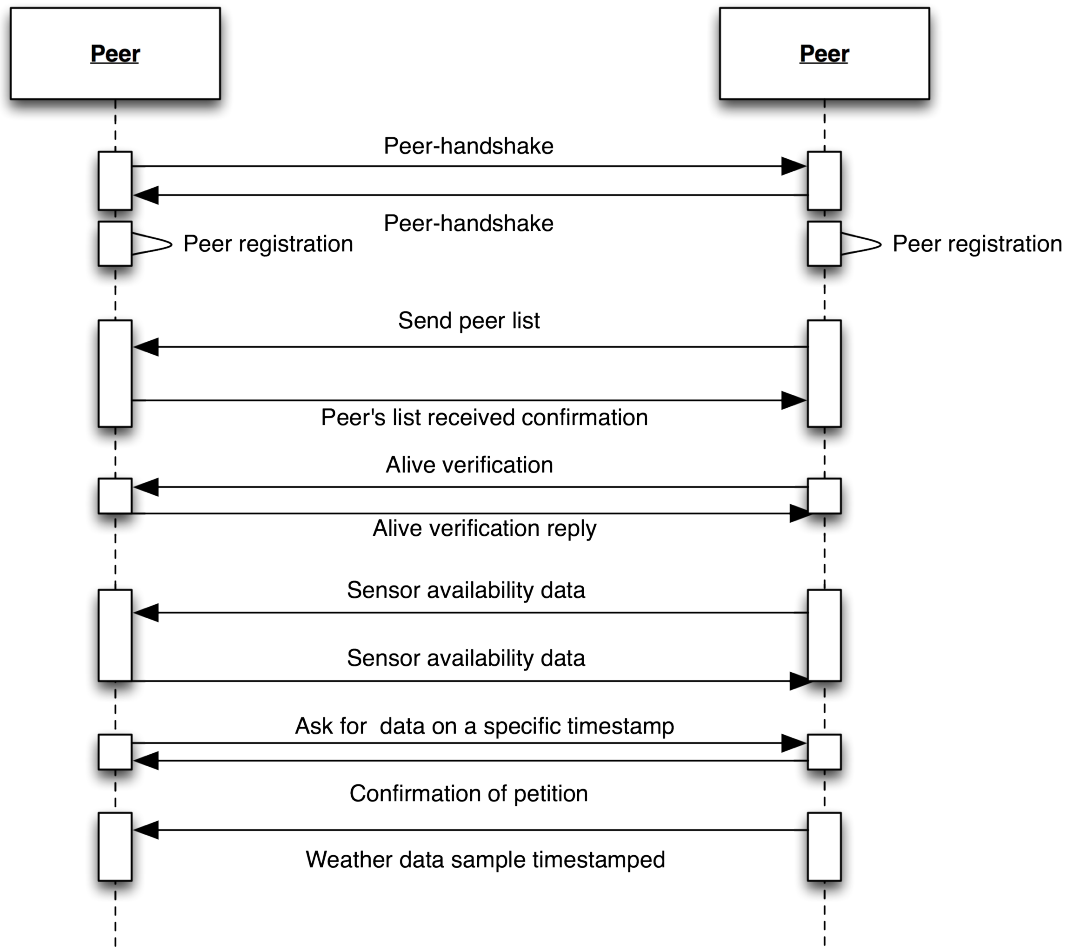 Peer
Peer
Peer-handshake
Peer-handshake
Peer registration
Peer registration
Send peer list
Peer's list received confirmation
Alive verification
Alive verification reply
Sensor availability data
Sensor availability data
Ask for  data on a specific timestamp
Confirmation of petition
Weather data sample timestamped